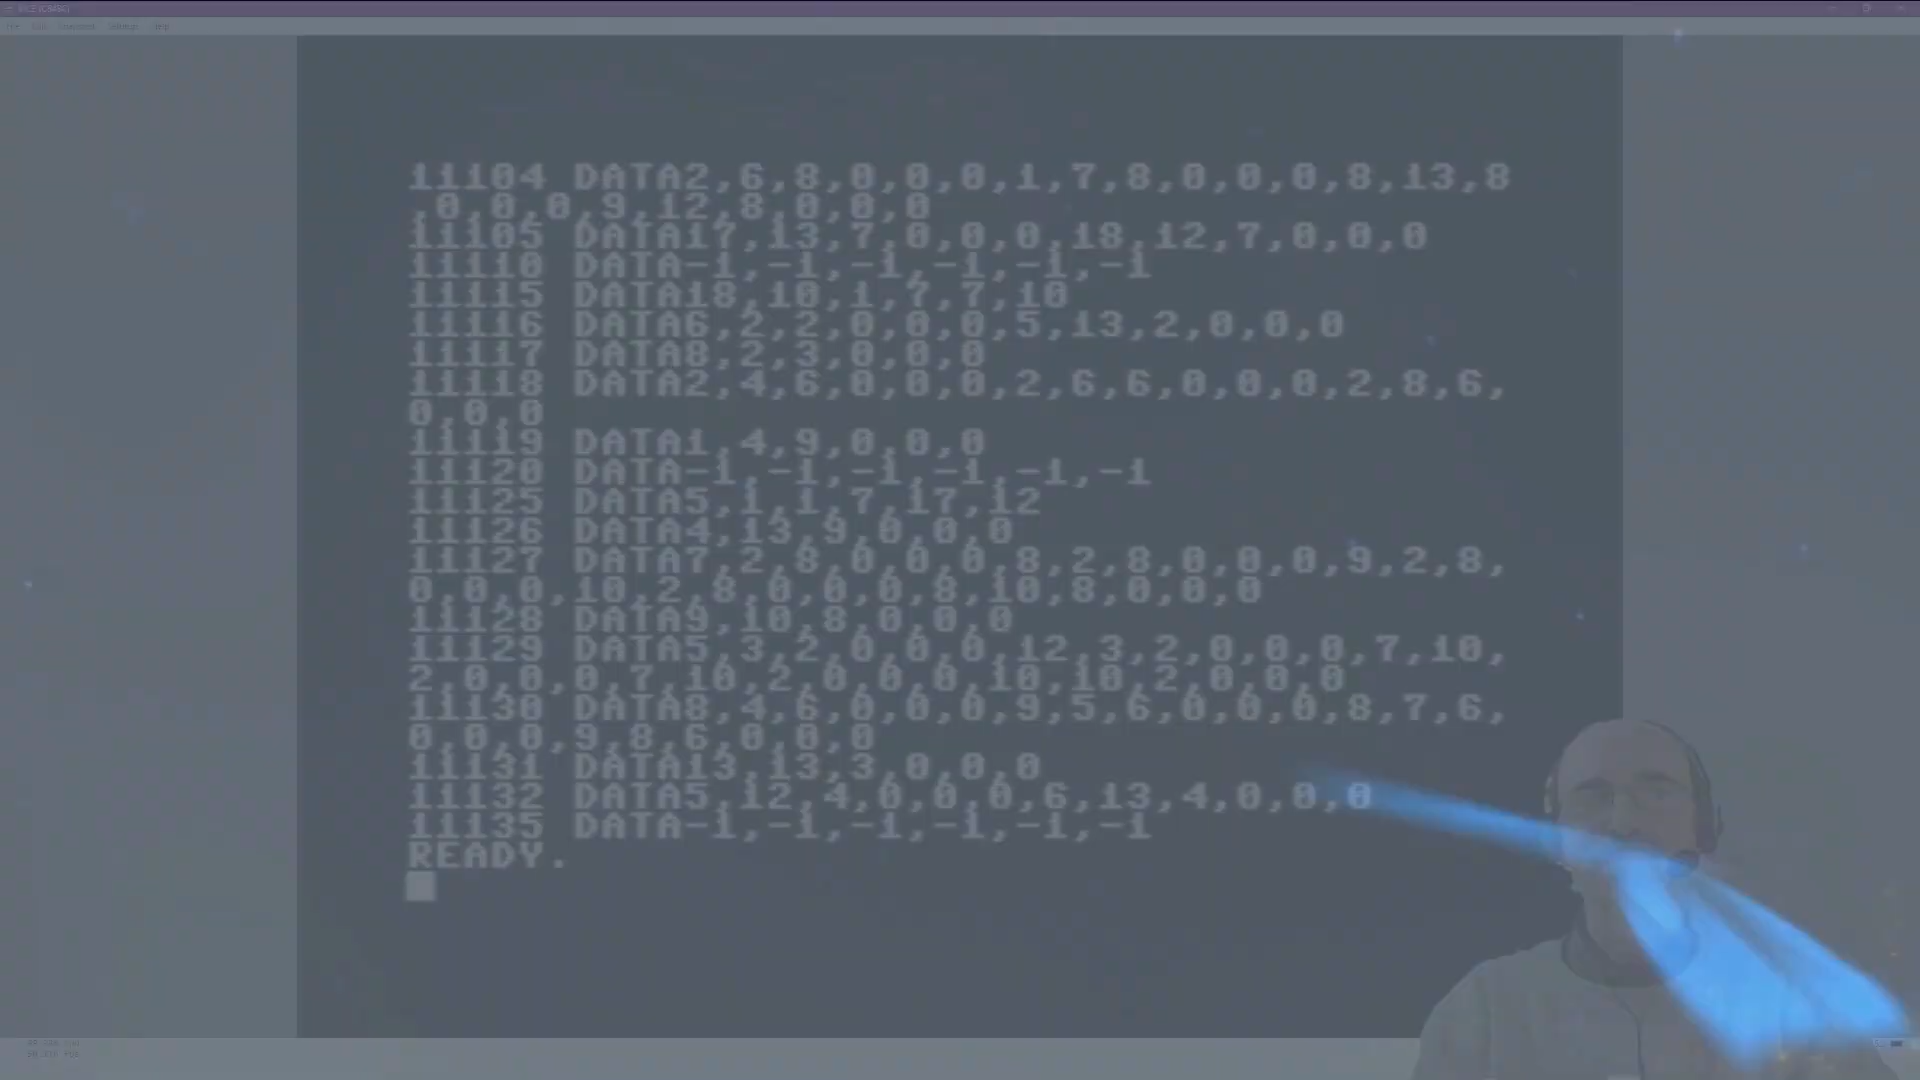 File
Settings
Help
11104 DATA2,6,8,0,0,0,1,7,8,0,0,0,8,13,8
,0,0,0,9,12,8,0,0,0
11105 DATA17,13,7,0,0,0,18,12,7,0,0,0
11110 DATA-1,-1,-1,-1,-1,-1
11115 DATA18,10,1,7,7,10
11116 DATA6,2,2,0,0,0,5,13,2,0,0,0
11117 DATA8,2,3,0,0,0
11118 DATA2,4,6,0,0,0,2,6,6,0,0,0,2,8,6,
0,0,0
11119 DATA1,4,9,0,0,0
11120 DATA-1,-1,-1,-1,-1,-1
11125 DATA5,1,1,7,17,12
11126 DATA4,13,9,0,0,0
11127 DATA7,2,8,0,0,0,8,2,8,0,0,0,9,2,8,
0,0,0,10,2,8,0,0,0,8,10,8,0,0,0
11128 DATA9,10,8,0,0,0
11129 DATA5,3,2,0,0,0,12,3,2,0,0,0,7,10,
2,0,0,0,7,10,2,0,0,0,10,10,2,0,0,0
11130 DATA8,4,6,0,0,0,9,5,6,0,0,0,8,7,6,
0,0,0,9,8,6,0,0,0
11131 DATA13,13,3,0,0,0
11132 DATA5,12,4,0,0,0,6,13,4,0,0,0
11135 DATA-1,-1,-1,-1,-1,-1
READY.